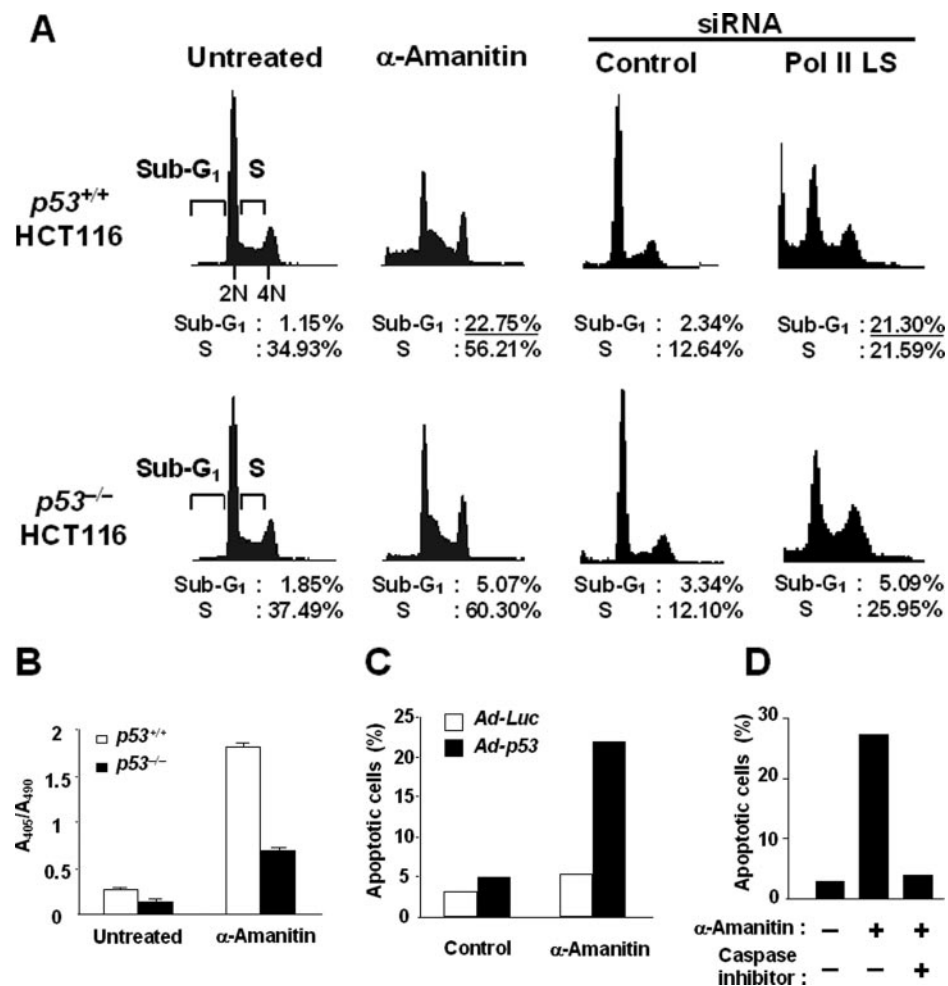 A
siRNA
Untreated α-Amanitin Control Pol II LS
Sub-G1 S
p53+/+
HCT116
2N 4N
Sub-G1 : 1.15% Sub-G1 : 22.75% Sub-G1 : 2.34% Sub-G1 : 21.30%
S : 34.93% S : 56.21% S : 12.64% S : 21.59%
Sub-G1 S
p53–/–
HCT116
Sub-G1 : 1.85% Sub-G1 : 5.07% Sub-G1 : 3.34% Sub-G1 : 5.09%
S : 37.49% S : 60.30% S : 12.10% S : 25.95%
B
A405/A490
2
1.5
1
0.5
0
p53+/+
p53–/–
Untreated α-Amanitin
C
Apoptotic cells (%)
25
20
15
10
5
0
Ad-Luc
Ad-p53
Control α-Amanitin
D
Apoptotic cells (%)
30
20
10
0
α-Amanitin : – + +
Caspase
inhibitor : – – +